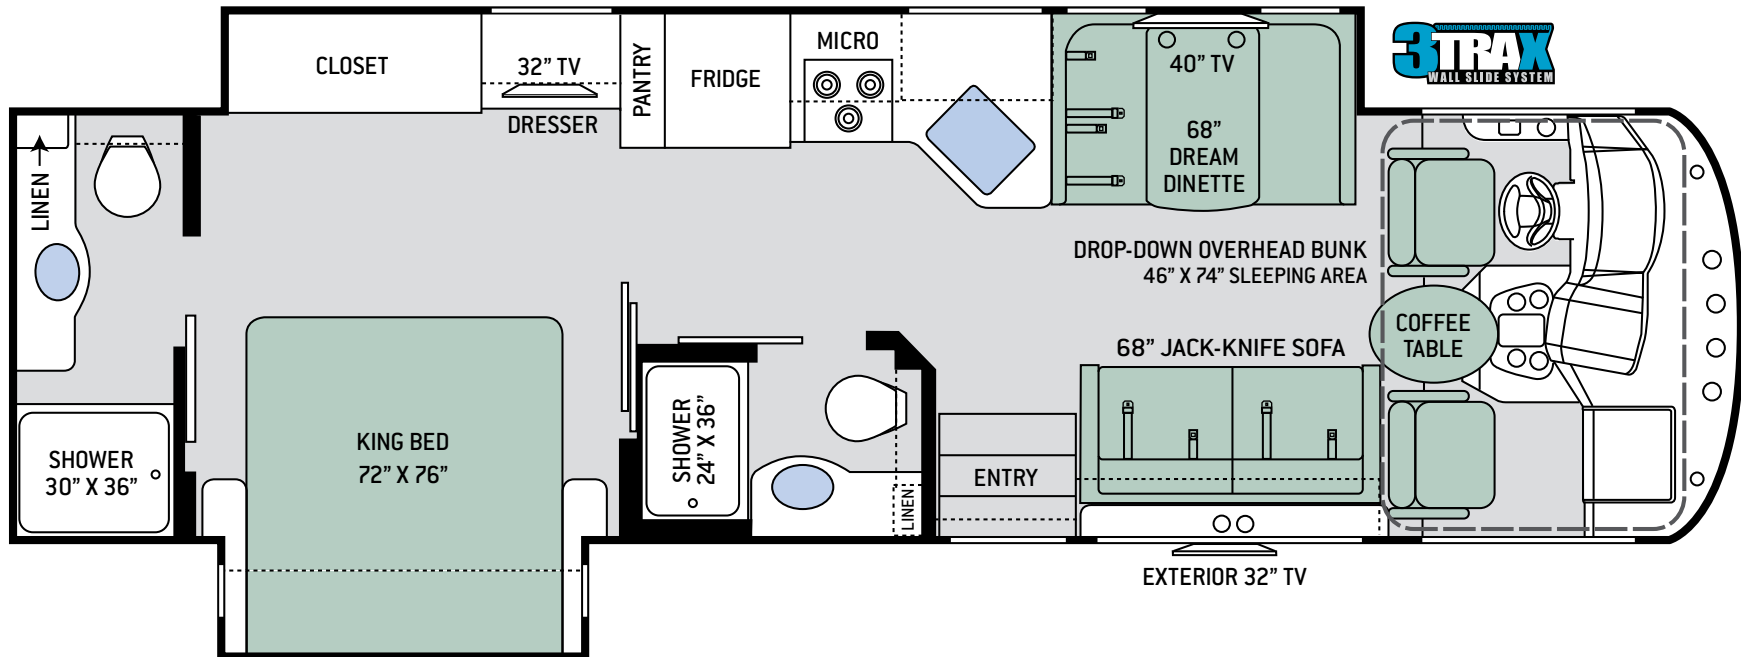 CLOSET
32” TV
DRESSER
PANTRY
FRIDGE
MICRO
40” TV
68”
DREAM
DINETTE
3TRAX
WALL SLIDE SYSTEM
LINEN
DROP-DOWN OVERHEAD BUNK
46” X 74” SLEEPING AREA
COFFEE
TABLE
68” JACK-KNIFE SOFA
SHOWER
30” X 36”
KING BED
72” X 76”
SHOWER
24” X 36”
LINEN
ENTRY
EXTERIOR 32” TV